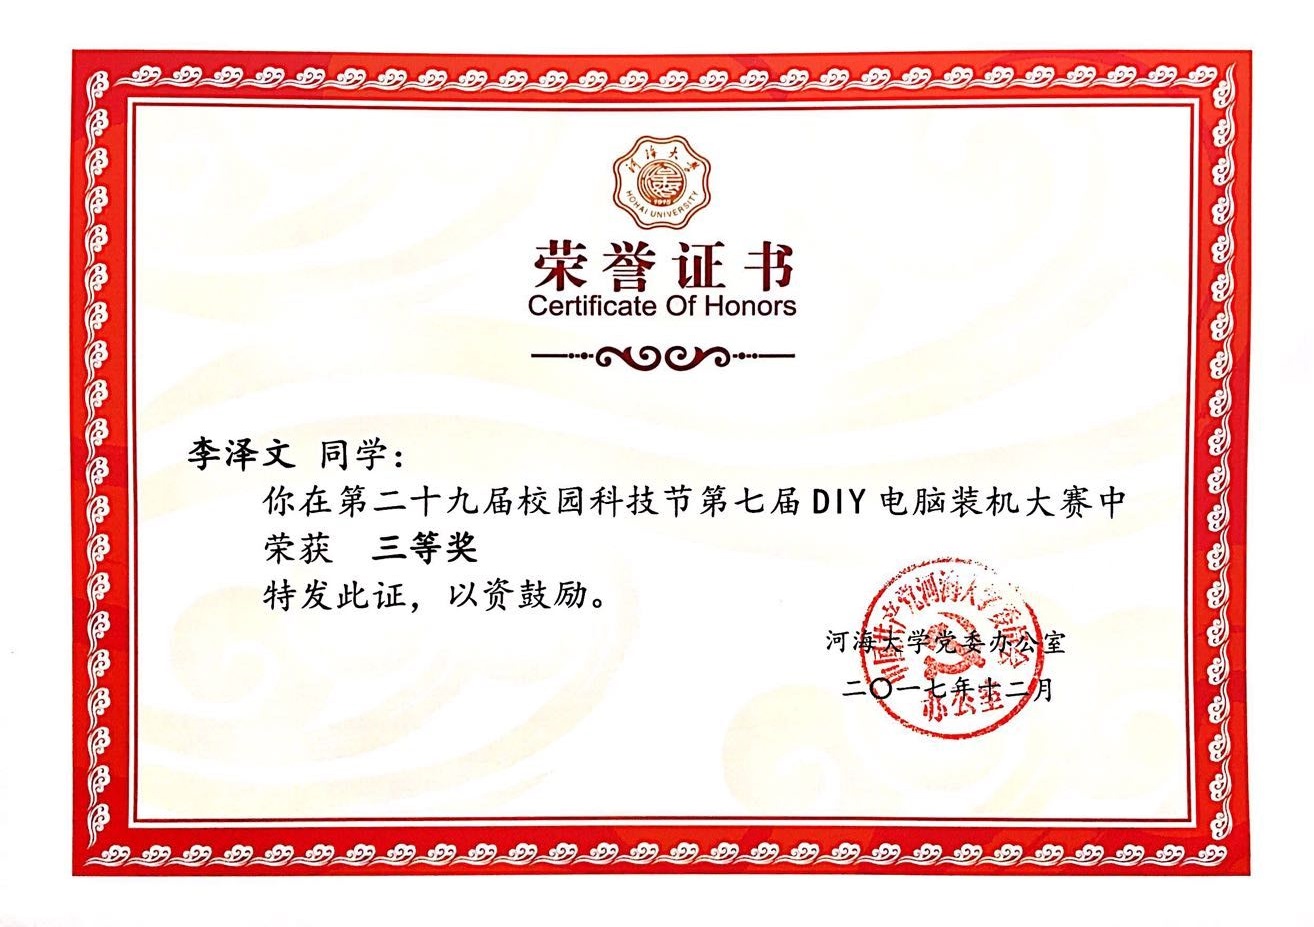 河海大学
1915
HOHAI UNIVERSITY
荣誉证书
Certificate Of Honors
李泽文 同学：
你在第二十九届校园科技节第七届DIY电脑装机大赛中
荣获 三等奖
特发此证，以资鼓励。
河海大学党委办公室
二〇一七年十二月
中国共产党河海大学委员会
办公室